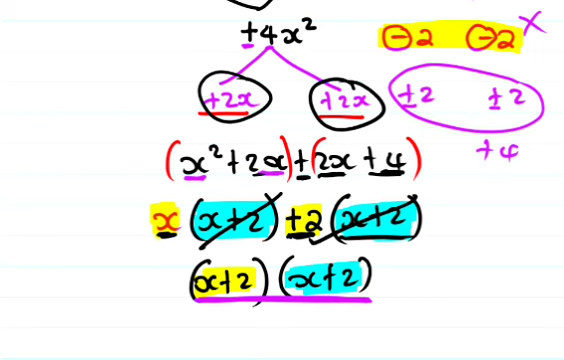 +4x² -2 -2 x
+2x +2x +2 +2
+4
(x²+2x)+(2x+4)
x(x+2)+2(x+2)
(x+2)(x+2)